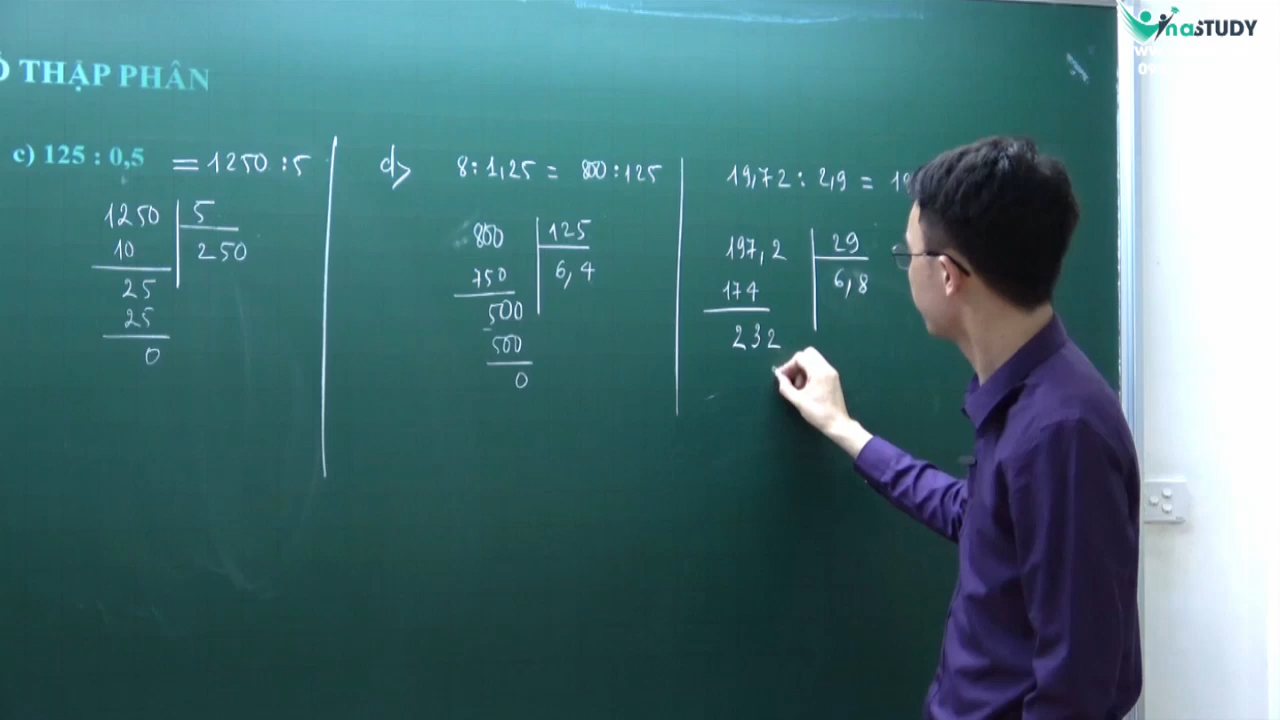 Ố THẬP PHÂN
c) 125 : 0,5 = 1250 : 5
1250 5
10 250
25
25
0
d> 8 : 1,25 = 800 : 125
800 125
750 6,4
500
500
0
19,72 : 2,9 = 19
197,2 29
174 6,8
232
VinaSTUDY